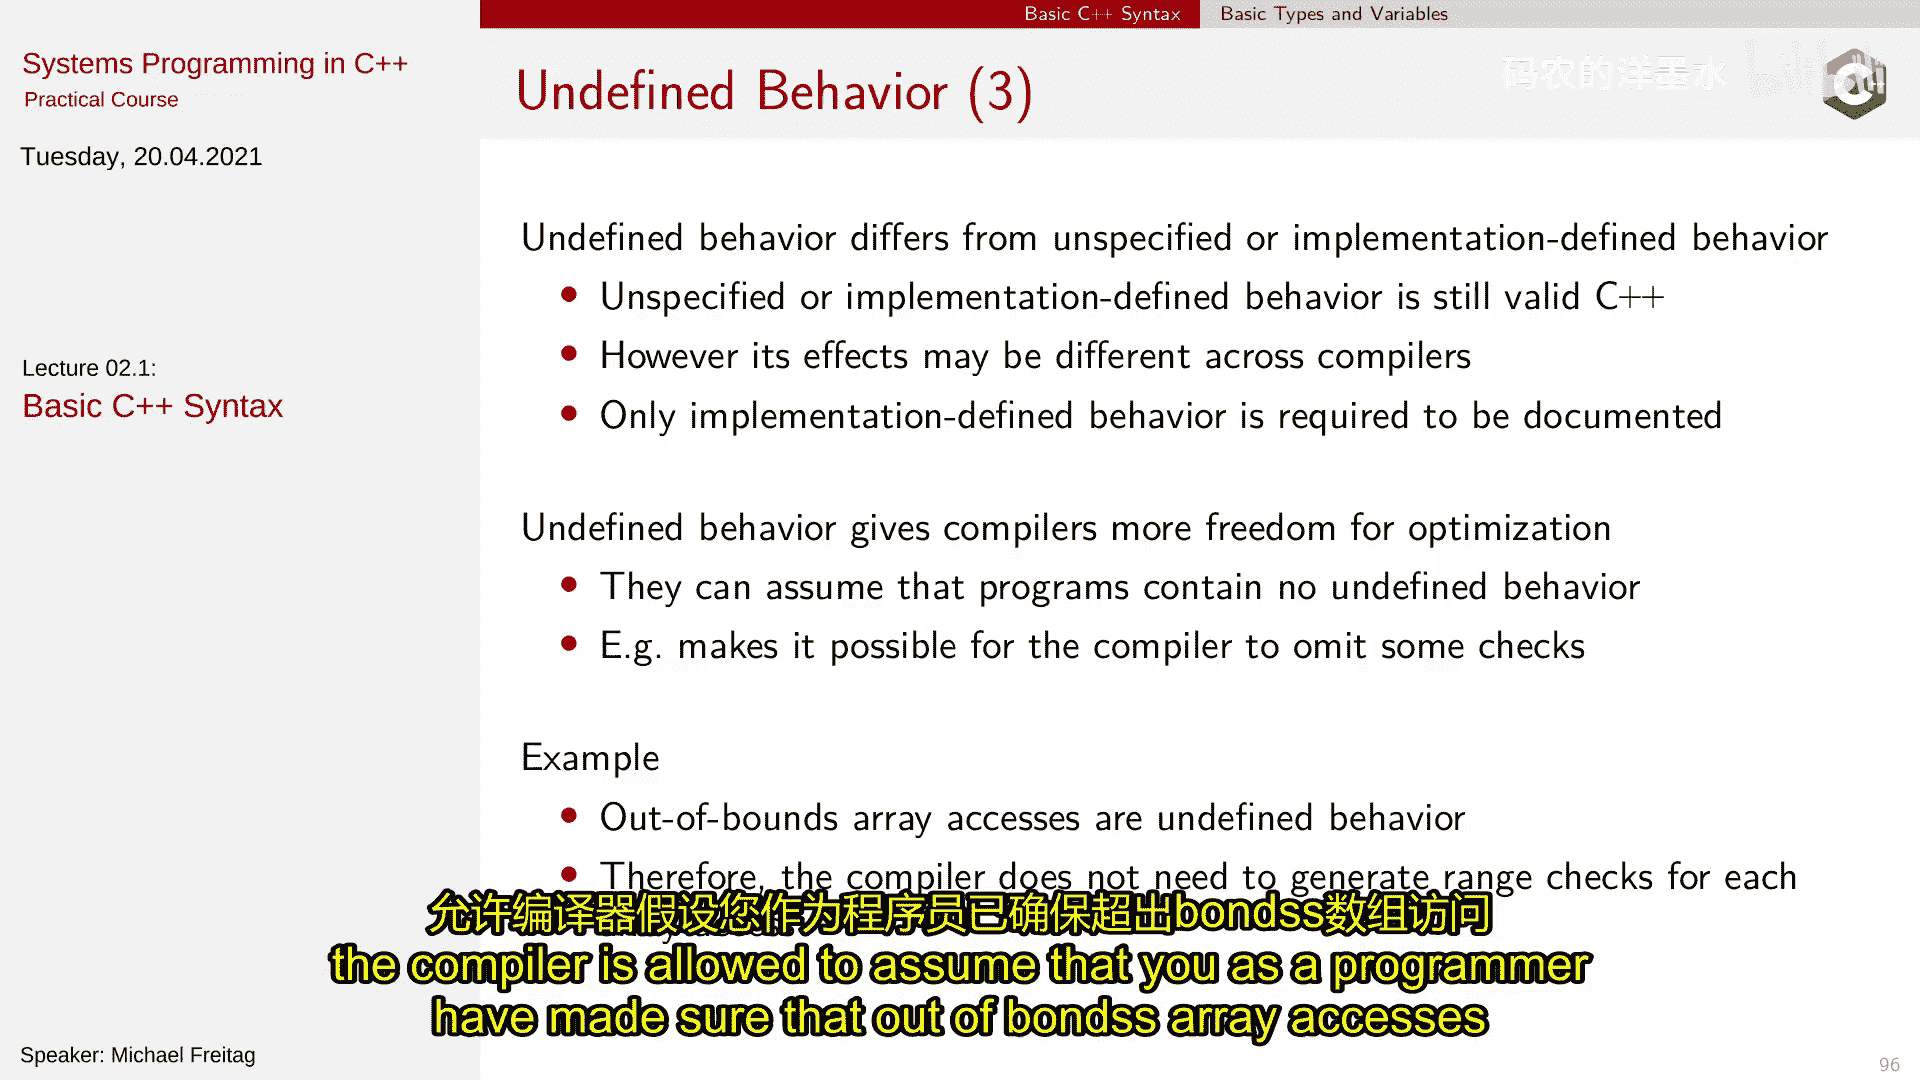 Basic C++ Syntax Basic Types and Variables
Systems Programming in C++
Practical Course
Tuesday, 20.04.2021
Lecture 02.1:
Basic C++ Syntax
Speaker: Michael Freitag
Undefined Behavior (3)
码农的洋墨水
Undefined behavior differs from unspecified or implementation-defined behavior
Unspecified or implementation-defined behavior is still valid C++
However its effects may be different across compilers
Only implementation-defined behavior is required to be documented
Undefined behavior gives compilers more freedom for optimization
They can assume that programs contain no undefined behavior
E.g. makes it possible for the compiler to omit some checks
Example
Out-of-bounds array accesses are undefined behavior
Therefore, the compiler does not need to generate range checks for each
允许编译器假设您作为程序员已确保超出bondss数组访问
the compiler is allowed to assume that you as a programmer
have made sure that out of bondss array accesses
96